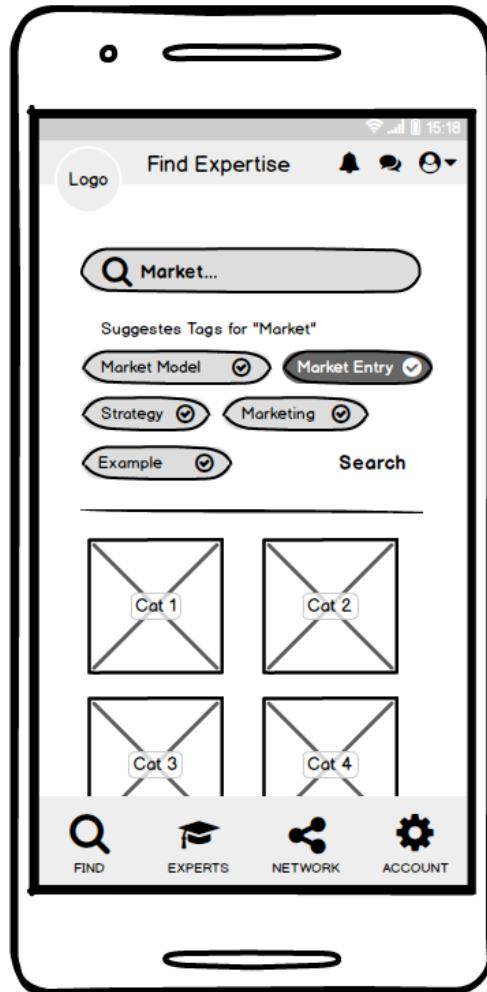 15:18
Logo
Find Expertise
Market...
Suggestes Tags for "Market"
Market Model
Market Entry
Strategy
Marketing
Example
Search
Cat 1
Cat 2
Cat 3
Cat 4
FIND
EXPERTS
NETWORK
ACCOUNT